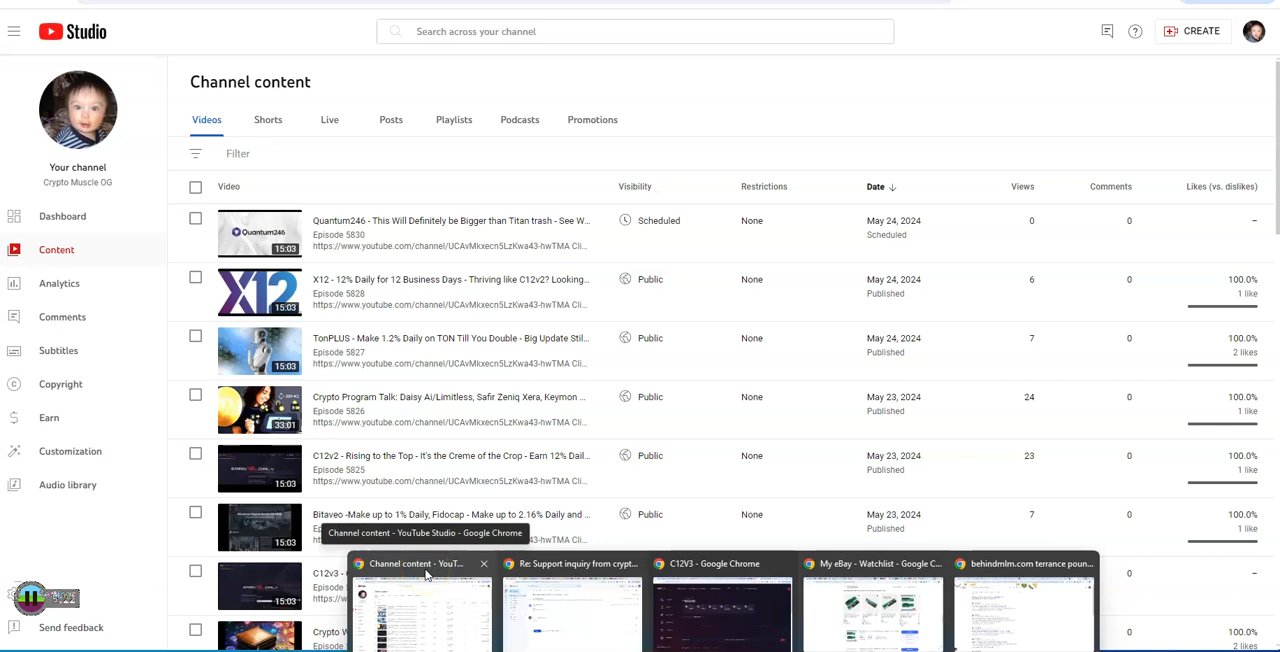 Studio
Search across your channel
CREATE
Your channel
Crypto Muscle OG
Dashboard
Content
Analytics
Comments
Subtitles
Copyright
Earn
Customization
Audio library
Send feedback
Channel content
Videos Shorts Live Posts Playlists Podcasts Promotions
Filter
Video Visibility Restrictions Date Views Comments Likes (vs. dislikes)
Quantum246
15:03
Quantum246 - This Will Definitely be Bigger than Titan trash - See W...
Episode 5830
https://www.youtube.com/channel/UCAvMkxecn5LzKwa43-hwTMA Cli...
Scheduled None May 24, 2024 0 0 –
Scheduled
X12
15:03
X12 - 12% Daily for 12 Business Days - Thriving like C12v2? Looking...
Episode 5828
https://www.youtube.com/channel/UCAvMkxecn5LzKwa43-hwTMA Cli...
Public None May 24, 2024 6 0 100.0%
Published 1 like
15:03
TonPLUS - Make 1.2% Daily on TON Till You Double - Big Update Stil...
Episode 5827
https://www.youtube.com/channel/UCAvMkxecn5LzKwa43-hwTMA Cli...
Public None May 24, 2024 7 0 100.0%
Published 2 likes
33:01
Crypto Program Talk: Daisy Ai/Limitless, Safir Zeniq Xera, Keymon ...
Episode 5826
https://www.youtube.com/channel/UCAvMkxecn5LzKwa43-hwTMA Cli...
Public None May 23, 2024 24 0 100.0%
Published 1 like
15:03
C12v2 - Rising to the Top - It's the Creme of the Crop - Earn 12% Dail...
Episode 5825
https://www.youtube.com/channel/UCAvMkxecn5LzKwa43-hwTMA Cli...
Public None May 23, 2024 23 0 100.0%
Published 1 like
15:03
Bitaveo -Make up to 1% Daily, Fidocap - Make up to 2.16% Daily and ...
Public None May 23, 2024 7 0 100.0%
Published 1 like
Channel content - YouTube Studio - Google Chrome
15:03
C12v3 -
0 –
Crypto W
0 100.0%
2 likes
Channel content - YouT...
Re: Support inquiry from crypt...
C12V3 - Google Chrome
My eBay - Watchlist - Google C...
behindmlm.com terrance poun...